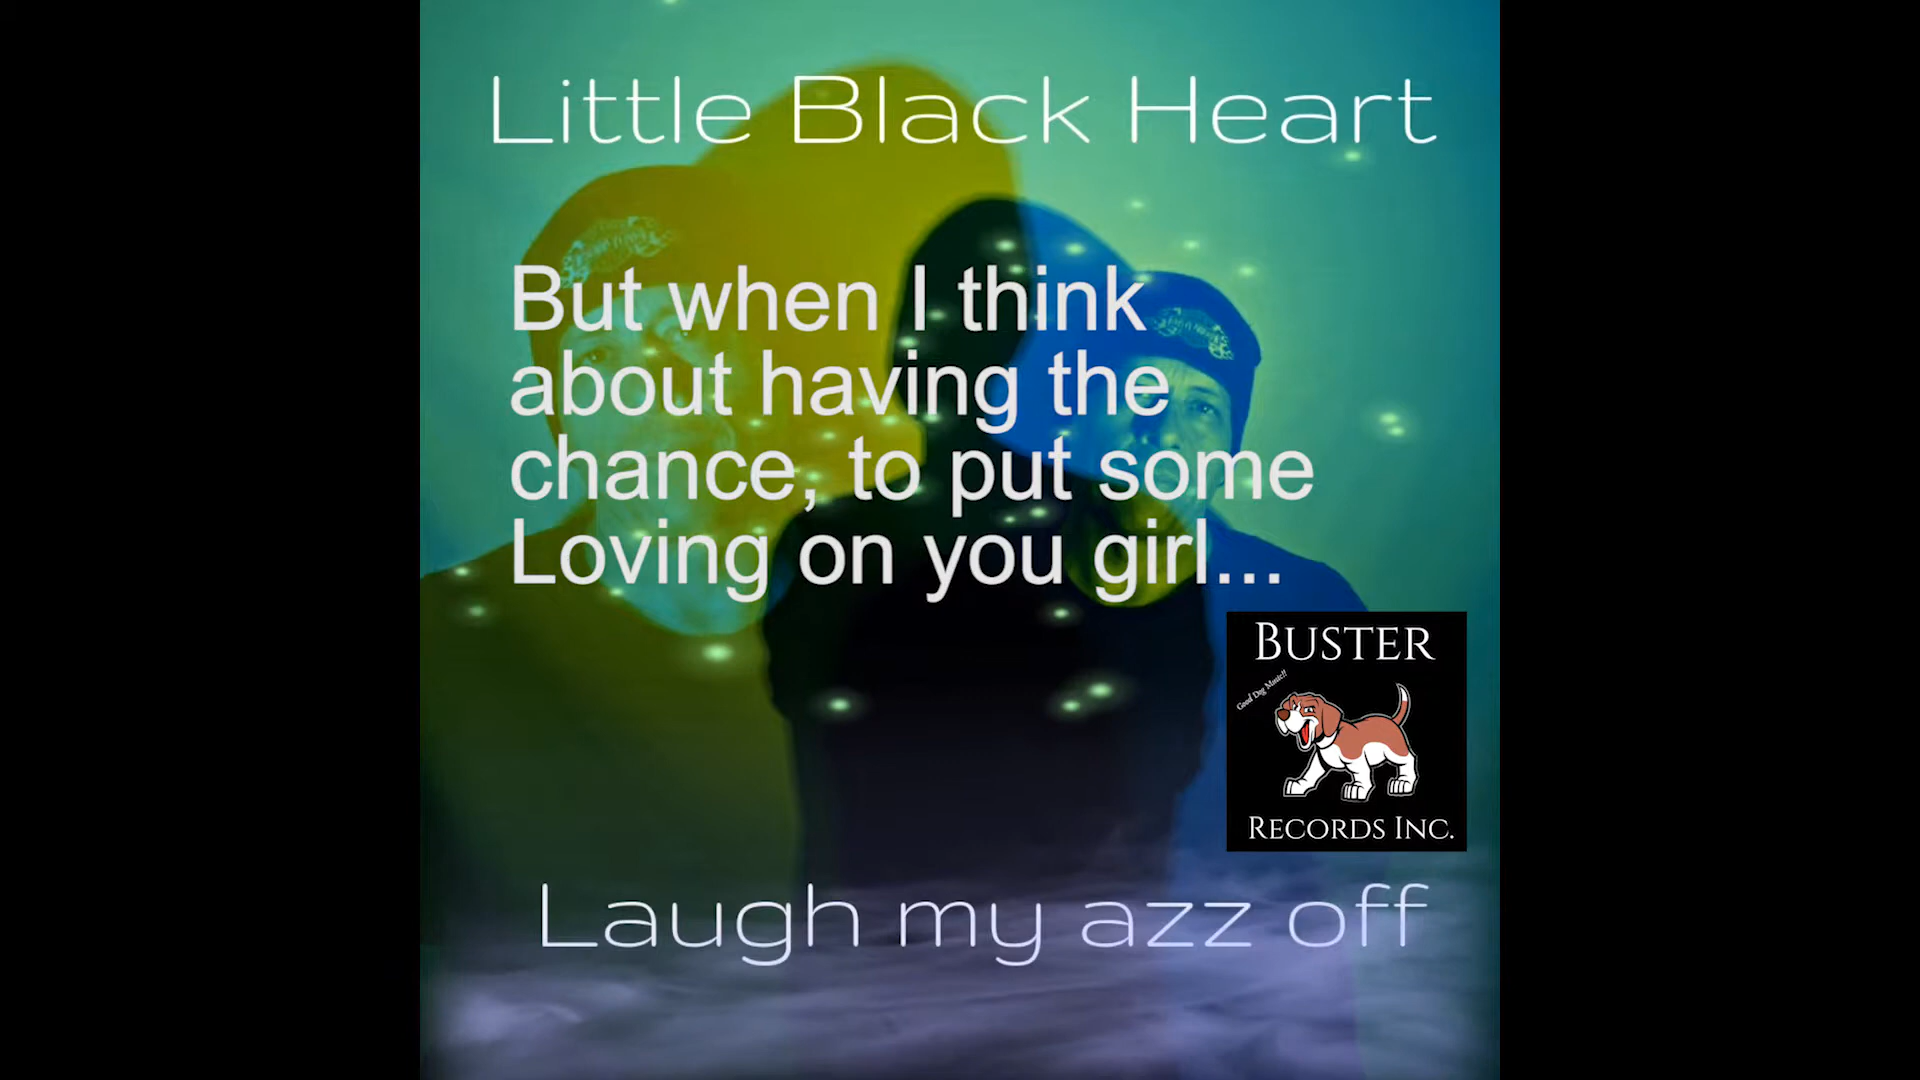 Little Black Heart
But when I think
about having the
chance, to put some
Loving on you girl...
BUSTER
Good Dog Music!!
RECORDS INC.
Laugh my azz off